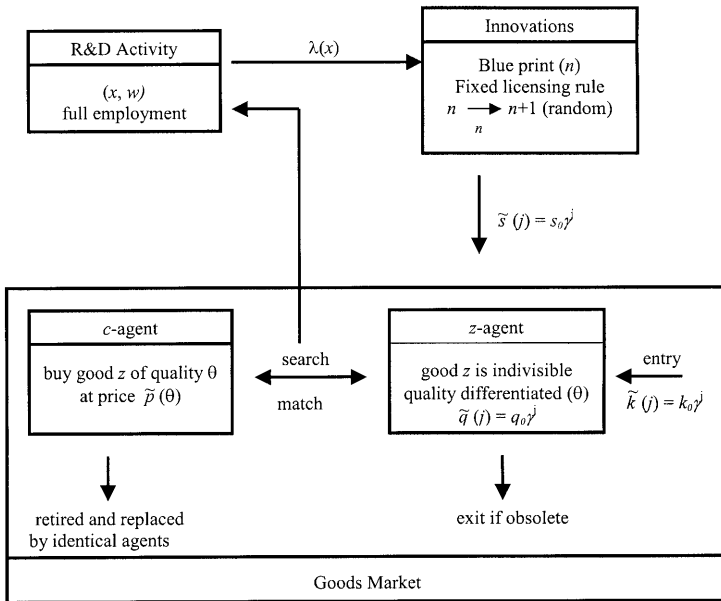 R&D Activity
(x, w)
full employment
λ(x)
Innovations
Blue print (n)
Fixed licensing rule
n → n+1 (random)
n
s̃ (j) = s₀γʲ
c-agent
buy good z of quality θ
at price p̃ (θ)
search
match
z-agent
good z is indivisible
quality differentiated (θ)
q̃ (j) = q₀γʲ
entry
k̃ (j) = k₀γʲ
retired and replaced
by identical agents
exit if obsolete
Goods Market